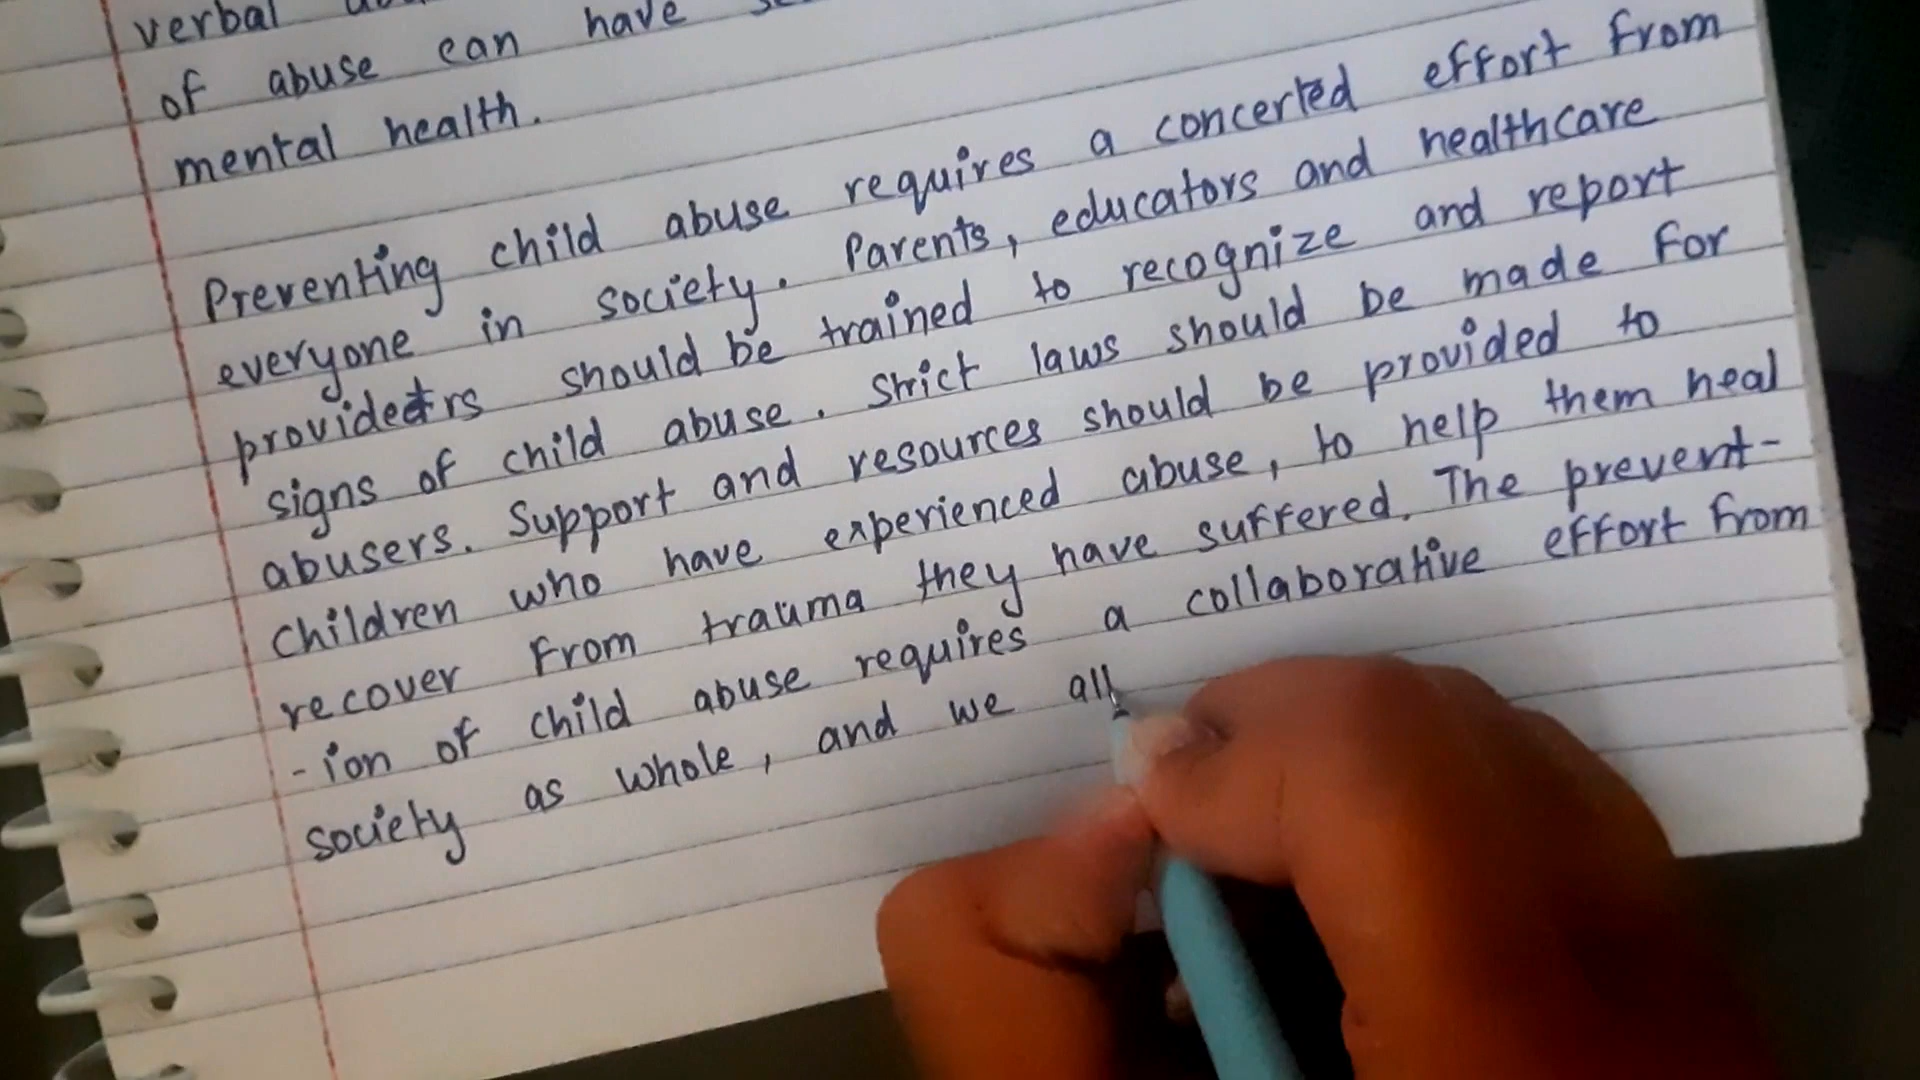 verbal
of abuse can have
mental health.
Preventing child abuse requires a concerted effort from
everyone in society. Parents, educators and healthcare
providers should be trained to recognize and report
signs of child abuse. Strict laws should be made for
abusers. Support and resources should be provided to
children who have experienced abuse, to help them heal
recover from trauma they have suffered. The prevent-
-ion of child abuse requires a collaborative effort from
society as whole, and we all